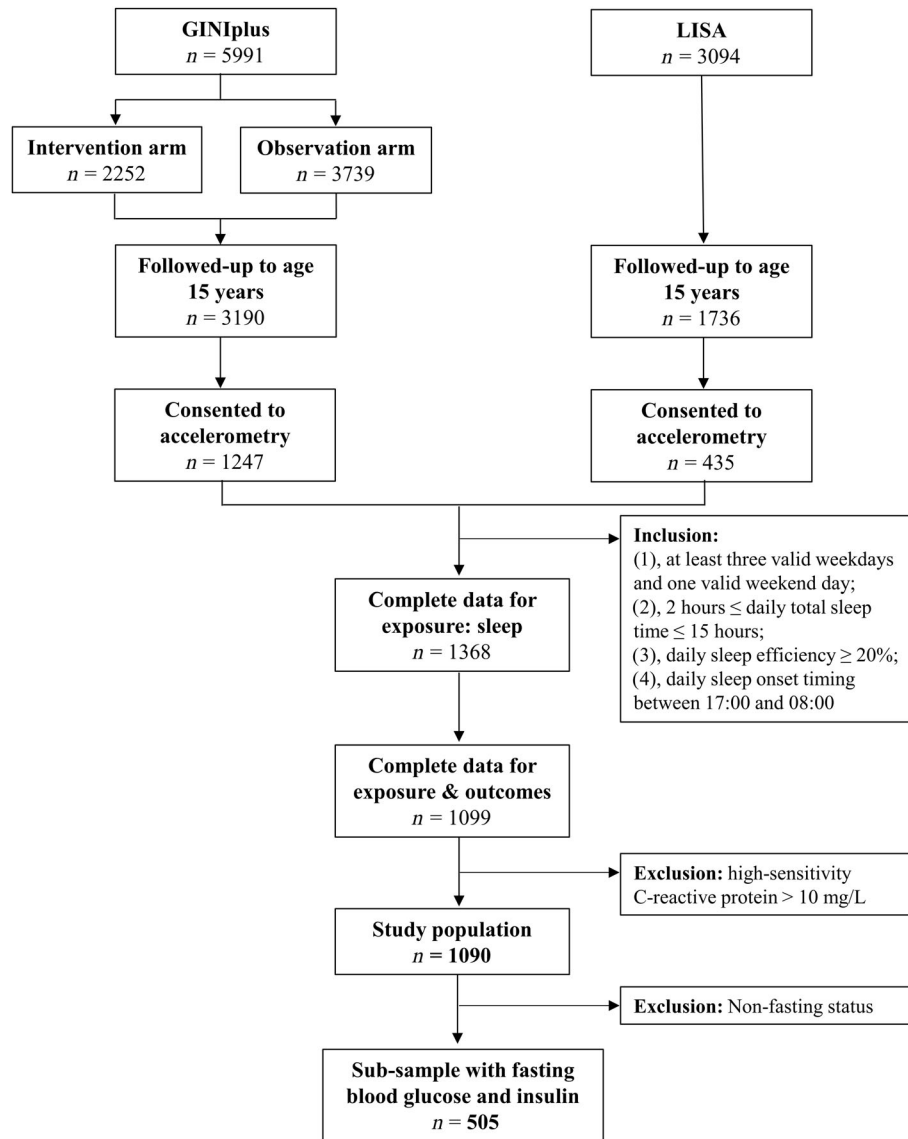 GINIplus
n = 5991
LISA
n = 3094
Intervention arm
n = 2252
Observation arm
n = 3739
Followed-up to age
15 years
n = 3190
Followed-up to age
15 years
n = 1736
Consented to
accelerometry
n = 1247
Consented to
accelerometry
n = 435
Inclusion:
(1), at least three valid weekdays
and one valid weekend day;
(2), 2 hours ≤ daily total sleep
time ≤ 15 hours;
(3), daily sleep efficiency ≥ 20%;
(4), daily sleep onset timing
between 17:00 and 08:00
Complete data for
exposure: sleep
n = 1368
Complete data for
exposure & outcomes
n = 1099
Exclusion: high-sensitivity
C-reactive protein > 10 mg/L
Study population
n = 1090
Exclusion: Non-fasting status
Sub-sample with fasting
blood glucose and insulin
n = 505